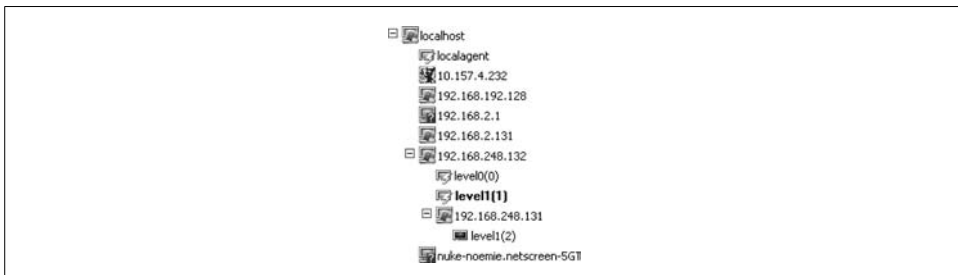 localhost
localagent
10.157.4.232
192.168.192.128
192.168.2.1
192.168.2.131
192.168.248.132
level0(0)
level1(1)
192.168.248.131
level1(2)
nuke-noemie.netscreen-5GT